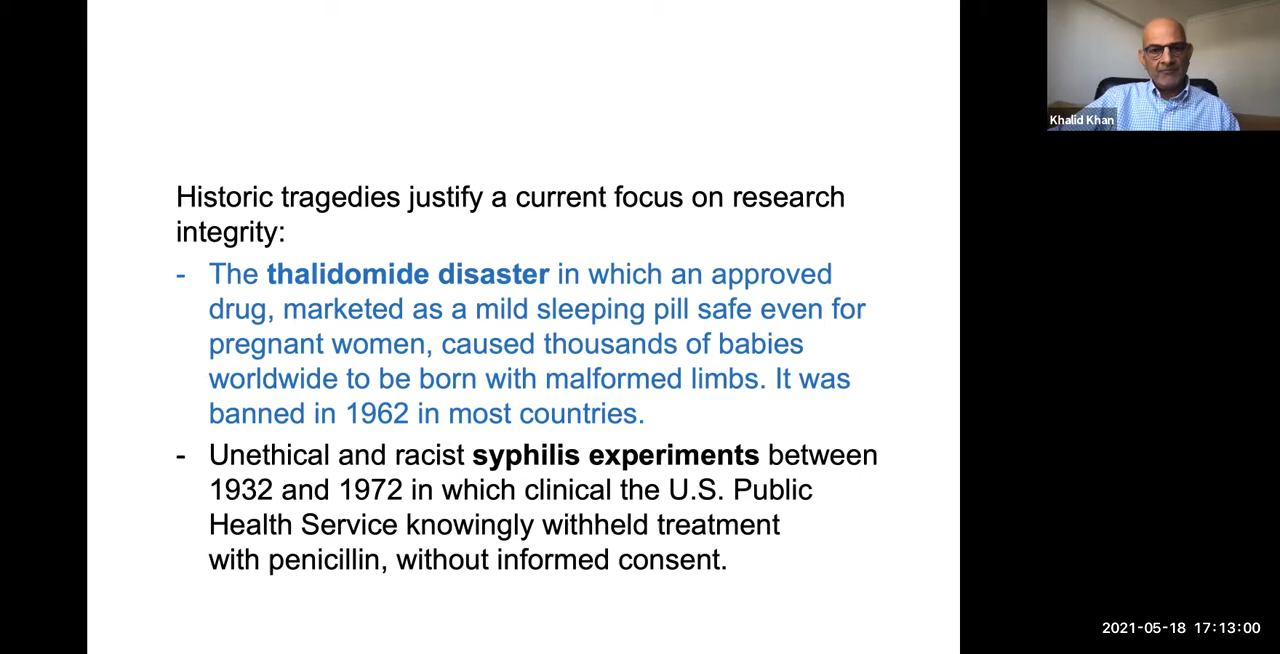 Khalid Khan
Historic tragedies justify a current focus on research
integrity:
- The thalidomide disaster in which an approved
drug, marketed as a mild sleeping pill safe even for
pregnant women, caused thousands of babies
worldwide to be born with malformed limbs. It was
banned in 1962 in most countries.
- Unethical and racist syphilis experiments between
1932 and 1972 in which clinical the U.S. Public
Health Service knowingly withheld treatment
with penicillin, without informed consent.
2021-05-18 17:13:00